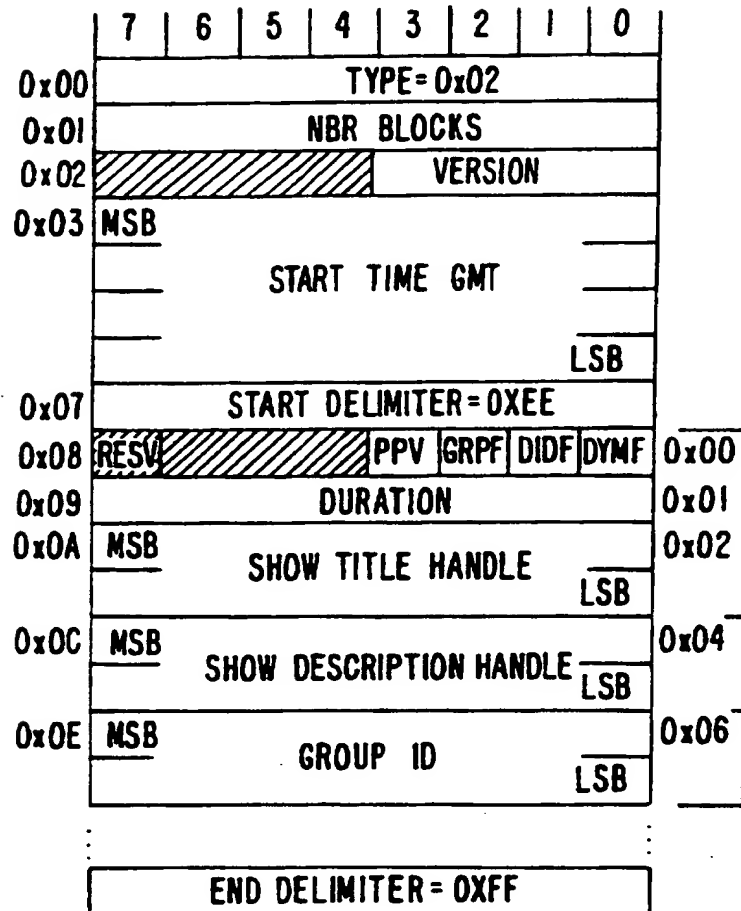 7 6 5 4 3 2 1 0
0x00 TYPE=0x02
0x01 NBR BLOCKS
0x02 VERSION
0x03 MSB
START TIME GMT
LSB
0x07 START DELIMITER=0XEE
0x08 RESV PPV GRPF DIDF DYMF 0x00
0x09 DURATION 0x01
0x0A MSB 0x02
SHOW TITLE HANDLE
LSB
0x0C MSB 0x04
SHOW DESCRIPTION HANDLE
LSB
0x0E MSB 0x06
GROUP ID
LSB
END DELIMITER=0XFF